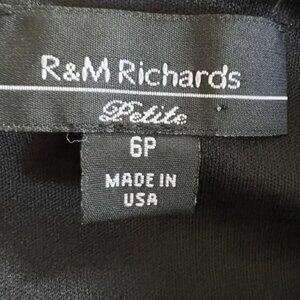 R&M Richards
Petite
6P
MADE IN
USA